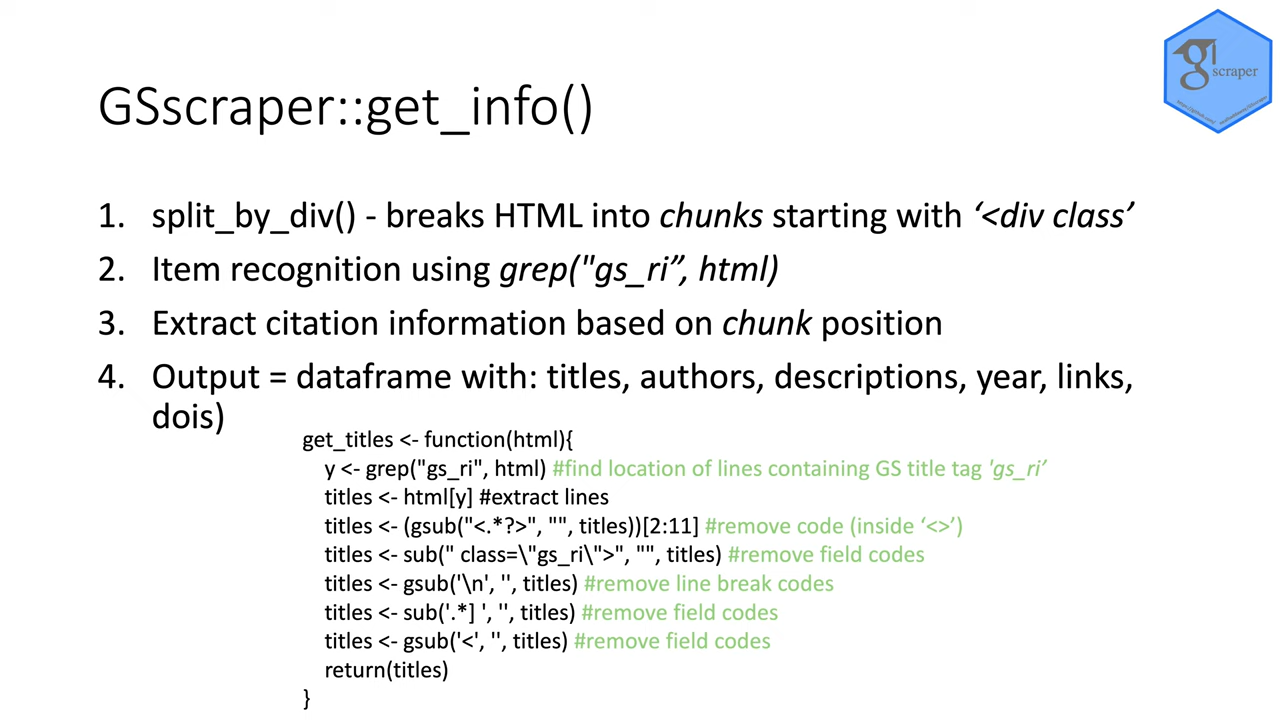 g
scraper
GSscraper::get_info()
1. split_by_div() - breaks HTML into chunks starting with ‘<div class’
2. Item recognition using grep("gs_ri”, html)
3. Extract citation information based on chunk position
4. Output = dataframe with: titles, authors, descriptions, year, links,
dois)
get_titles <- function(html){
y <- grep("gs_ri", html) #find location of lines containing GS title tag 'gs_ri’
titles <- html[y] #extract lines
titles <- (gsub("<.*?>", "", titles))[2:11] #remove code (inside ‘<>’)
titles <- sub(" class=\"gs_ri\">", "", titles) #remove field codes
titles <- gsub('\n', '', titles) #remove line break codes
titles <- sub('.*] ', '', titles) #remove field codes
titles <- gsub('<', '', titles) #remove field codes
return(titles)
}